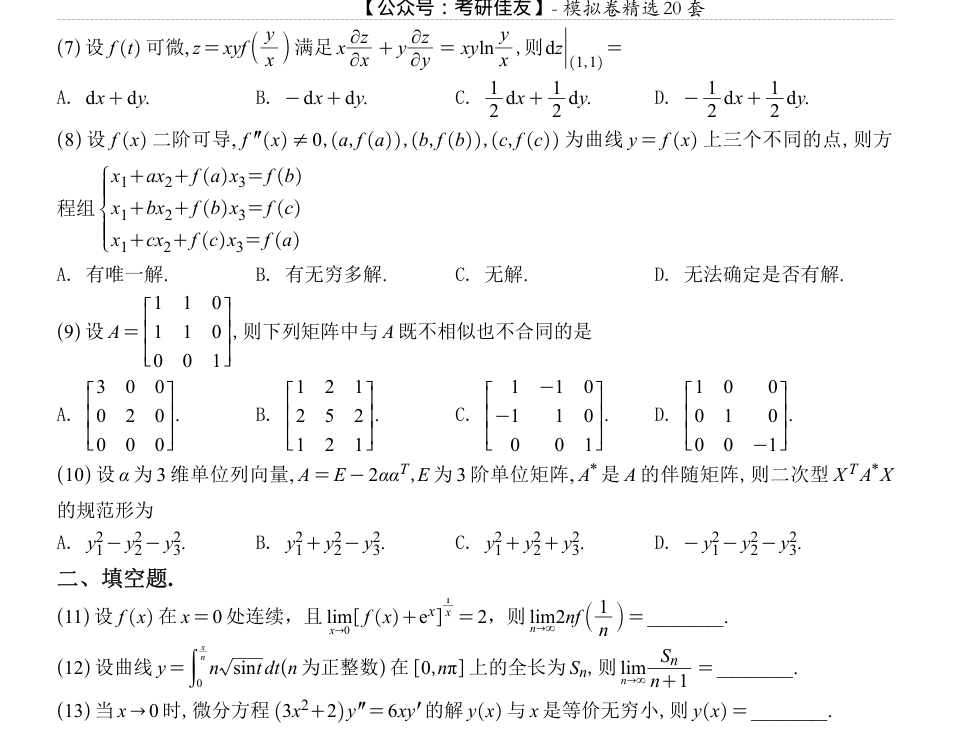 【公众号：考研佳友】- 模拟卷精选20套
(7) 设 f(t) 可微, z=xyf(y/x) 满足 x ∂z/∂x + y ∂z/∂y = xyln y/x, 则dz|(1,1) =
A. dx+dy. B. −dx+dy. C. 1/2 dx+1/2 dy. D. −1/2 dx+1/2 dy.
(8) 设 f(x) 二阶可导, f″(x)≠0, (a,f(a)), (b,f(b)), (c,f(c)) 为曲线 y=f(x) 上三个不同的点, 则方
程组 { x₁+ax₂+f(a)x₃=f(b)
x₁+bx₂+f(b)x₃=f(c)
x₁+cx₂+f(c)x₃=f(a)
A. 有唯一解. B. 有无穷多解. C. 无解. D. 无法确定是否有解.
(9) 设 A= [1 1 0; 1 1 0; 0 0 1], 则下列矩阵中与 A 既不相似也不合同的是
A. [3 0 0; 0 2 0; 0 0 0]. B. [1 2 1; 2 5 2; 1 2 1]. C. [1 −1 0; −1 1 0; 0 0 1]. D. [1 0 0; 0 1 0; 0 0 −1].
(10) 设 α 为 3 维单位列向量, A=E−2ααᵀ, E 为 3 阶单位矩阵, A* 是 A 的伴随矩阵, 则二次型 XᵀA*X
的规范形为
A. y₁²−y₂²−y₃². B. y₁²+y₂²−y₃². C. y₁²+y₂²+y₃². D. −y₁²−y₂²−y₃².
二、填空题.
(11) 设 f(x) 在 x=0 处连续，且 lim x→0 [f(x)+eˣ]^(1/x) =2，则 lim n→∞ 2nf(1/n)=________.
(12) 设曲线 y=∫₀^(x/n) n√sint dt(n 为正整数) 在 [0,nπ] 上的全长为 Sₙ, 则 lim n→∞ Sₙ/(n+1) =________.
(13) 当 x→0 时, 微分方程 (3x²+2)y″=6xy′ 的解 y(x) 与 x 是等价无穷小, 则 y(x)=________.